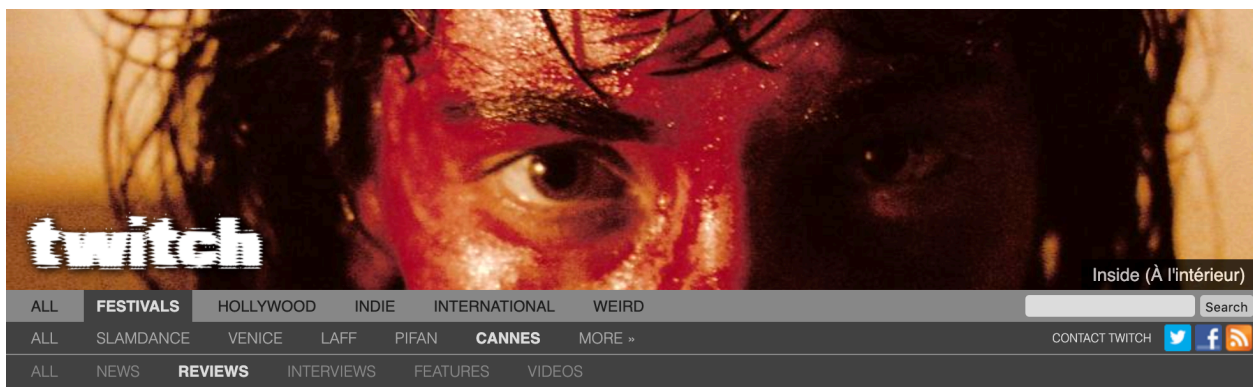 twitch
Inside (À l'intérieur)
ALL FESTIVALS HOLLYWOOD INDIE INTERNATIONAL WEIRD Search
ALL SLAMDANCE VENICE LAFF PIFAN CANNES MORE » CONTACT TWITCH
ALL NEWS REVIEWS INTERVIEWS FEATURES VIDEOS